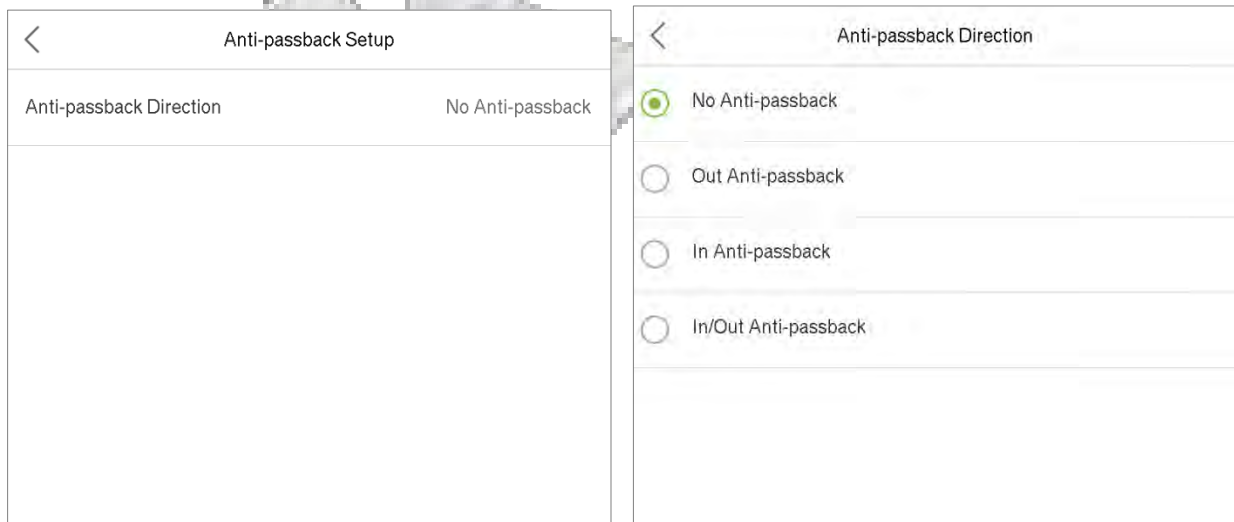 Anti-passback Setup
Anti-passback Direction No Anti-passback
Anti-passback Direction
No Anti-passback
Out Anti-passback
In Anti-passback
In/Out Anti-passback